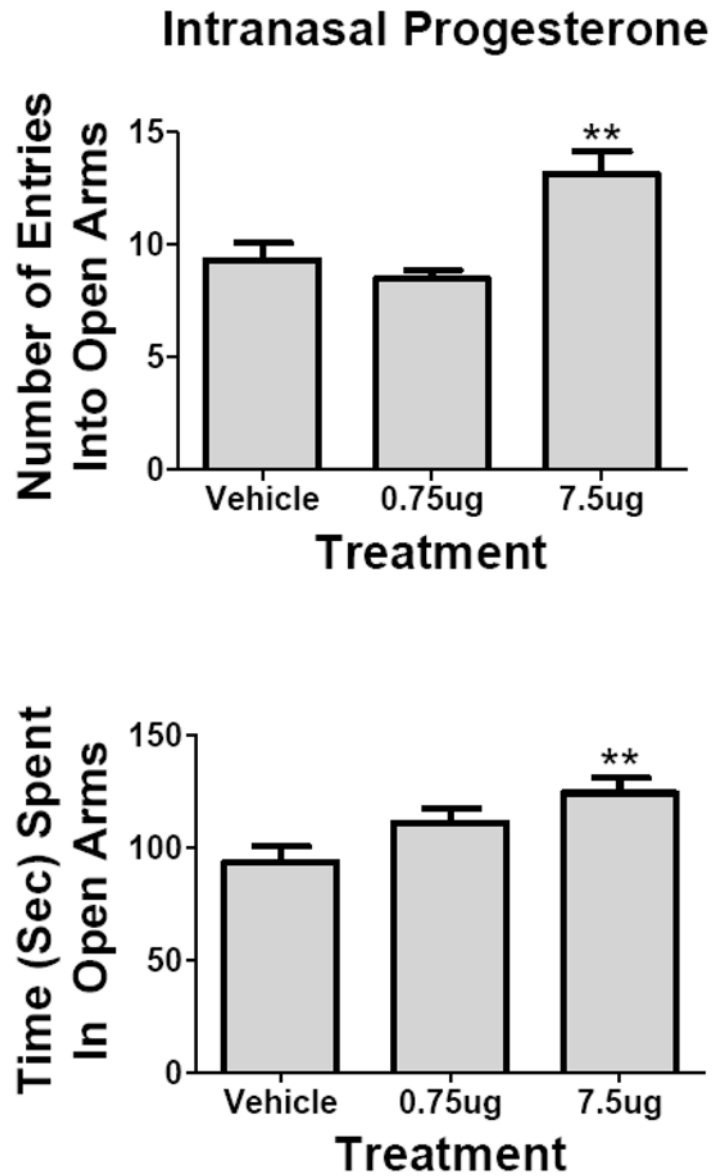 Intranasal Progesterone
Number of Entries
Into Open Arms
15
10
5
0
**
Vehicle 0.75ug 7.5ug
Treatment
Time (Sec) Spent
In Open Arms
150
100
50
0
**
Vehicle 0.75ug 7.5ug
Treatment